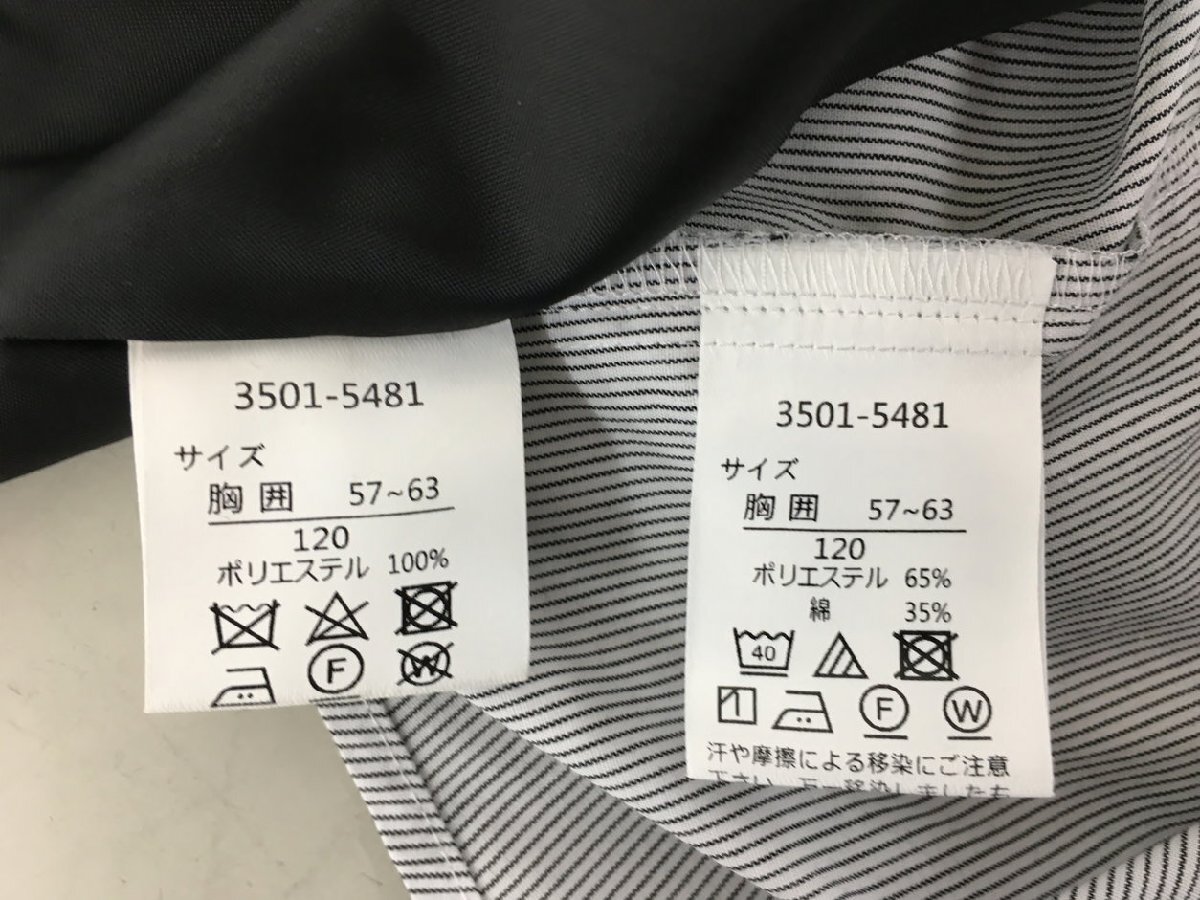 3501-5481
サイズ
胸囲 57~63
120
ポリエステル 100%
F
W
3501-5481
サイズ
胸囲 57~63
120
ポリエステル 65%
綿 35%
40
F
W
汗や摩擦による移染にご注意